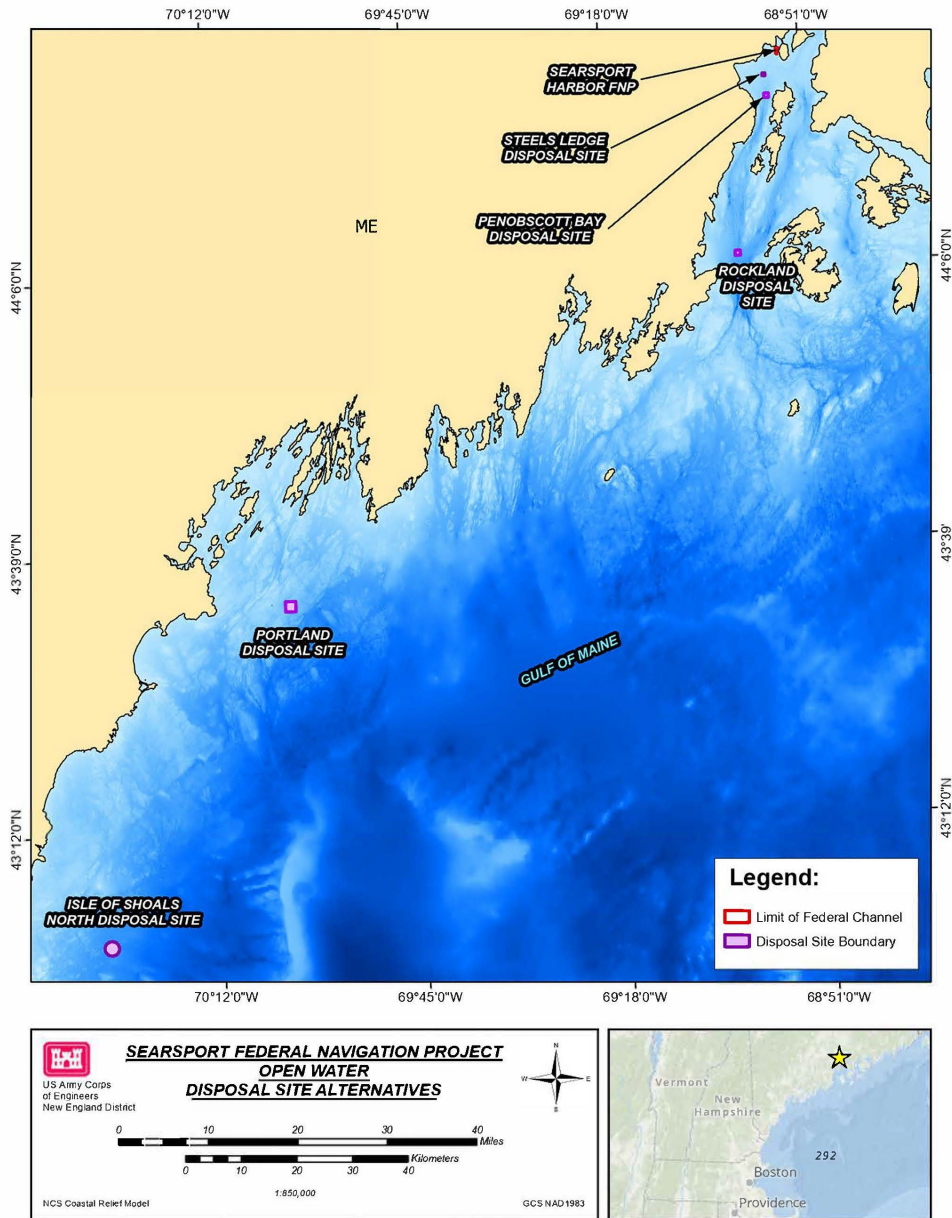 70°12'0"W 69°45'0"W 69°18'0"W 68°51'0"W
SEARSPORT
HARBOR FNP
STEELS LEDGE
DISPOSAL SITE
PENOBSCOTT BAY
DISPOSAL SITE
ME
44°6'0"N
44°6'0"N
ROCKLAND
DISPOSAL
SITE
43°39'0"N
43°39'
PORTLAND
DISPOSAL SITE
GULF OF MAINE
43°12'0"N
43°12'0"N
ISLE OF SHOALS
NORTH DISPOSAL SITE
Legend:
Limit of Federal Channel
Disposal Site Boundary
70°12'0"W 69°45'0"W 69°18'0"W 68°51'0"W
US Army Corps
of Engineers
New England District
SEARSPORT FEDERAL NAVIGATION PROJECT
OPEN WATER
DISPOSAL SITE ALTERNATIVES
N
W E
S
0 10 20 30 40
Miles
Kilometers
0 10 20 30 40
1:850,000
NCS Coastal Relief Model
GCS NAD 1983
Vermont
New
Hampshire
292
Boston
Providence